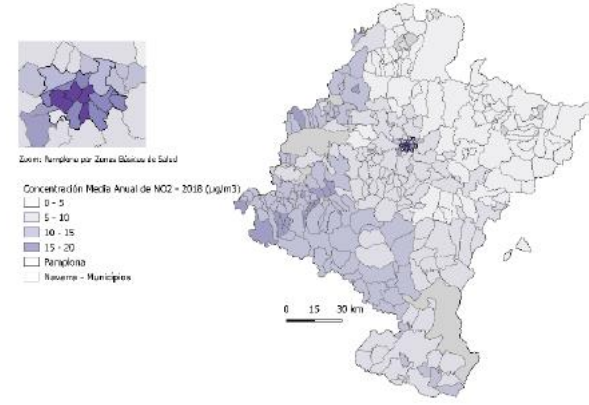 Zoom: Pamplona por Zonas Básicas de Salud
Concentración Media Anual de NO2 - 2018 (µg/m3)
0 - 5
5 - 10
10 - 15
15 - 20
Pamplona
Navarra - Municipios
0 15 30 km